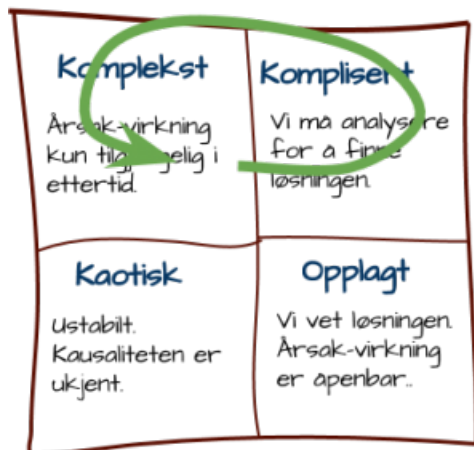 Komplekst
Årsak-virkning
kun tilgjengelig i
ettertid.
Komplisert
Vi må analysere
for å finne
løsningen.
Kaotisk
Ustabilt.
Kausaliteten er
ukjent.
Opplagt
Vi vet løsningen.
Årsak-virkning
er åpenbar..